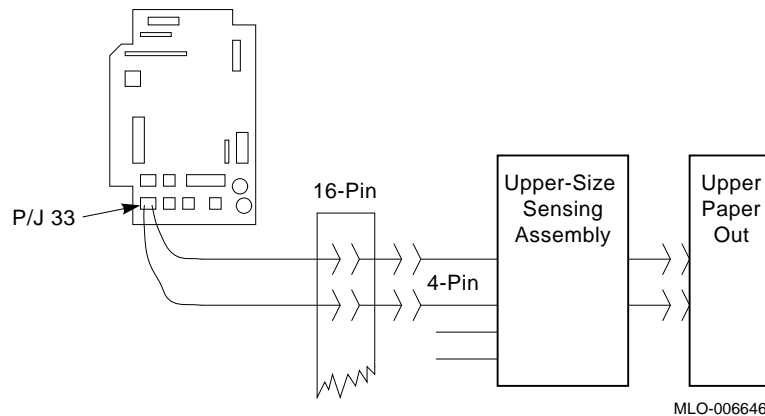 16-Pin
P/J 33
Upper-Size
Sensing
Assembly
Upper
Paper
Out
4-Pin
MLO-006646